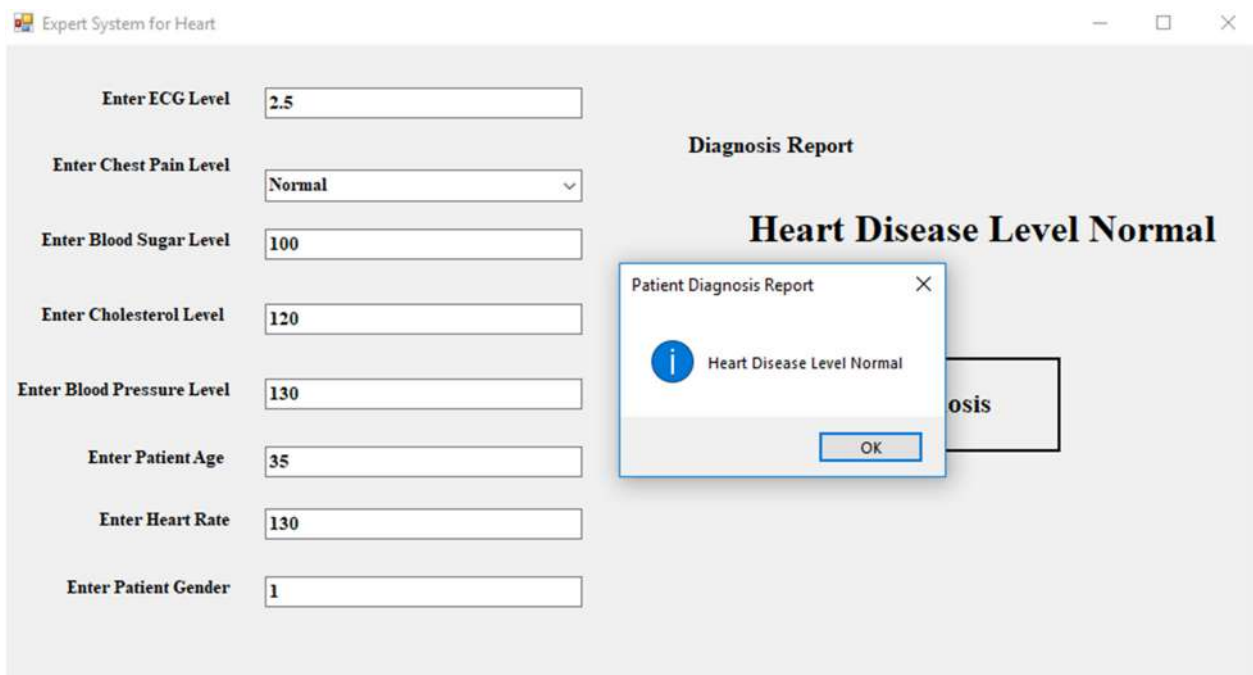 Expert System for Heart
Enter ECG Level
2.5
Enter Chest Pain Level
Normal
Enter Blood Sugar Level
100
Enter Cholesterol Level
120
Enter Blood Pressure Level
130
Enter Patient Age
35
Enter Heart Rate
130
Enter Patient Gender
1
Diagnosis Report
Heart Disease Level Normal
Patient Diagnosis Report
i
Heart Disease Level Normal
OK
osis